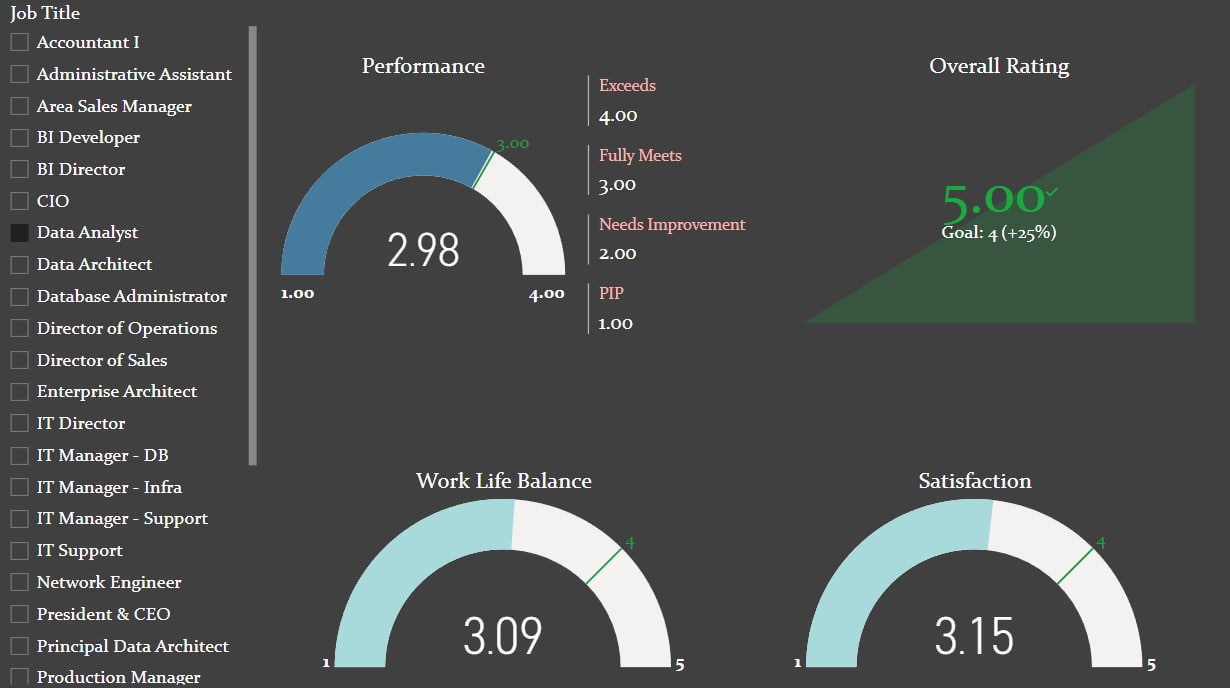 Job Title
Accountant I
Administrative Assistant
Area Sales Manager
BI Developer
BI Director
CIO
Data Analyst
Data Architect
Database Administrator
Director of Operations
Director of Sales
Enterprise Architect
IT Director
IT Manager - DB
IT Manager - Infra
IT Manager - Support
IT Support
Network Engineer
President & CEO
Principal Data Architect
Production Manager
Performance
3.00
2.98
1.00
4.00
Exceeds
4.00
Fully Meets
3.00
Needs Improvement
2.00
PIP
1.00
Overall Rating
5.00
Goal: 4 (+25%)
Work Life Balance
4
3.09
1
5
Satisfaction
4
3.15
1
5